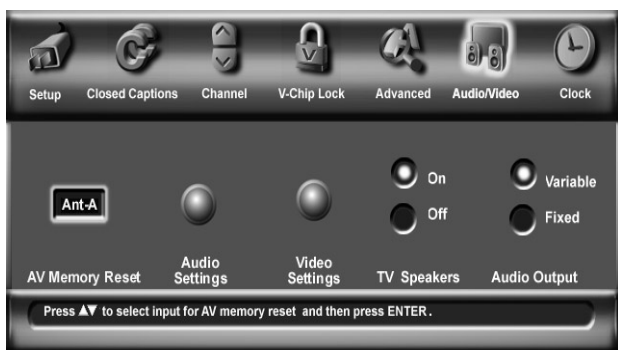 Setup Closed Captions Channel V-Chip Lock Advanced Audio/Video Clock
Ant-A
On
Off
Variable
Fixed
AV Memory Reset
Audio Settings
Video Settings
TV Speakers
Audio Output
Press ▲▼ to select input for AV memory reset and then press ENTER.